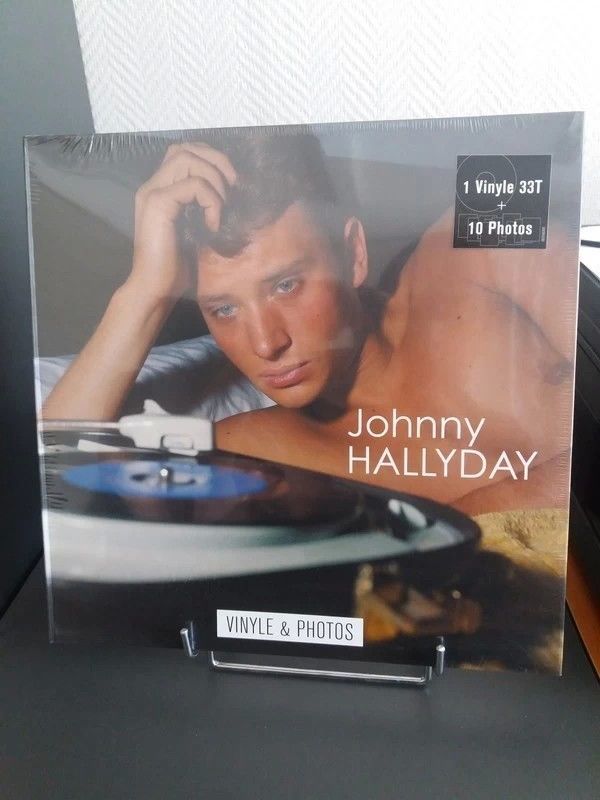 1 Vinyle 33T
+
10 Photos
Johnny
HALLYDAY
VINYLE & PHOTOS